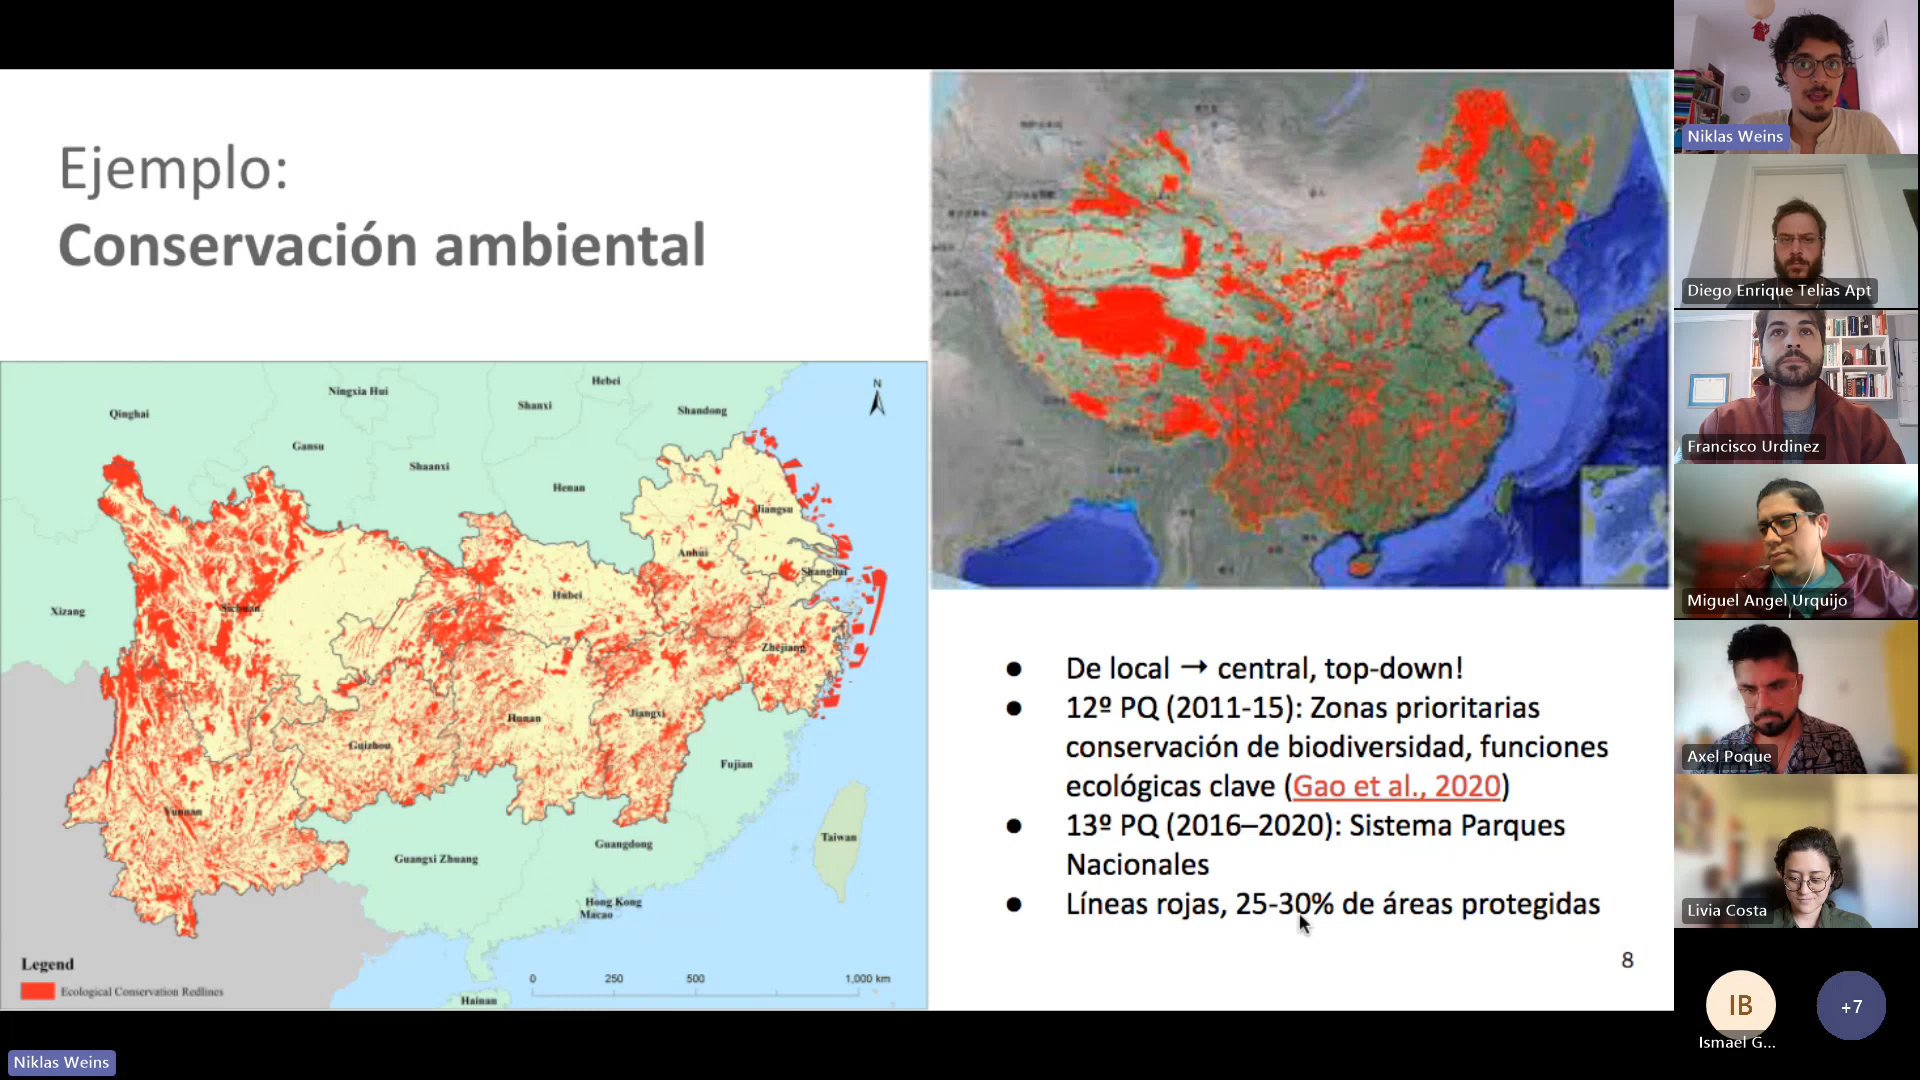 Ejemplo:
Conservación ambiental
N
Hebei
Ningxia Hui
Shanxi
Shandong
Qinghai
Gansu
Shaanxi
Henan
Jiangsu
Anhui
Shanghai
Hubei
Xizang
Sichuan
Zhejiang
Hunan
Jiangxi
Guizhou
Fujian
Yunnan
Taiwan
Guangdong
Guangxi Zhuang
Hong Kong
Macao
Legend
Ecological Conservation Redlines
0 250 500 1,000 km
Hainan
● De local → central, top-down!
● 12º PQ (2011-15): Zonas prioritarias
conservación de biodiversidad, funciones
ecológicas clave (Gao et al., 2020)
● 13º PQ (2016–2020): Sistema Parques
Nacionales
● Líneas rojas, 25-30% de áreas protegidas
8
Niklas Weins
Diego Enrique Telias Apt
Francisco Urdinez
Miguel Angel Urquijo
Axel Poque
Livia Costa
IB
Ismael G...
+7
Niklas Weins